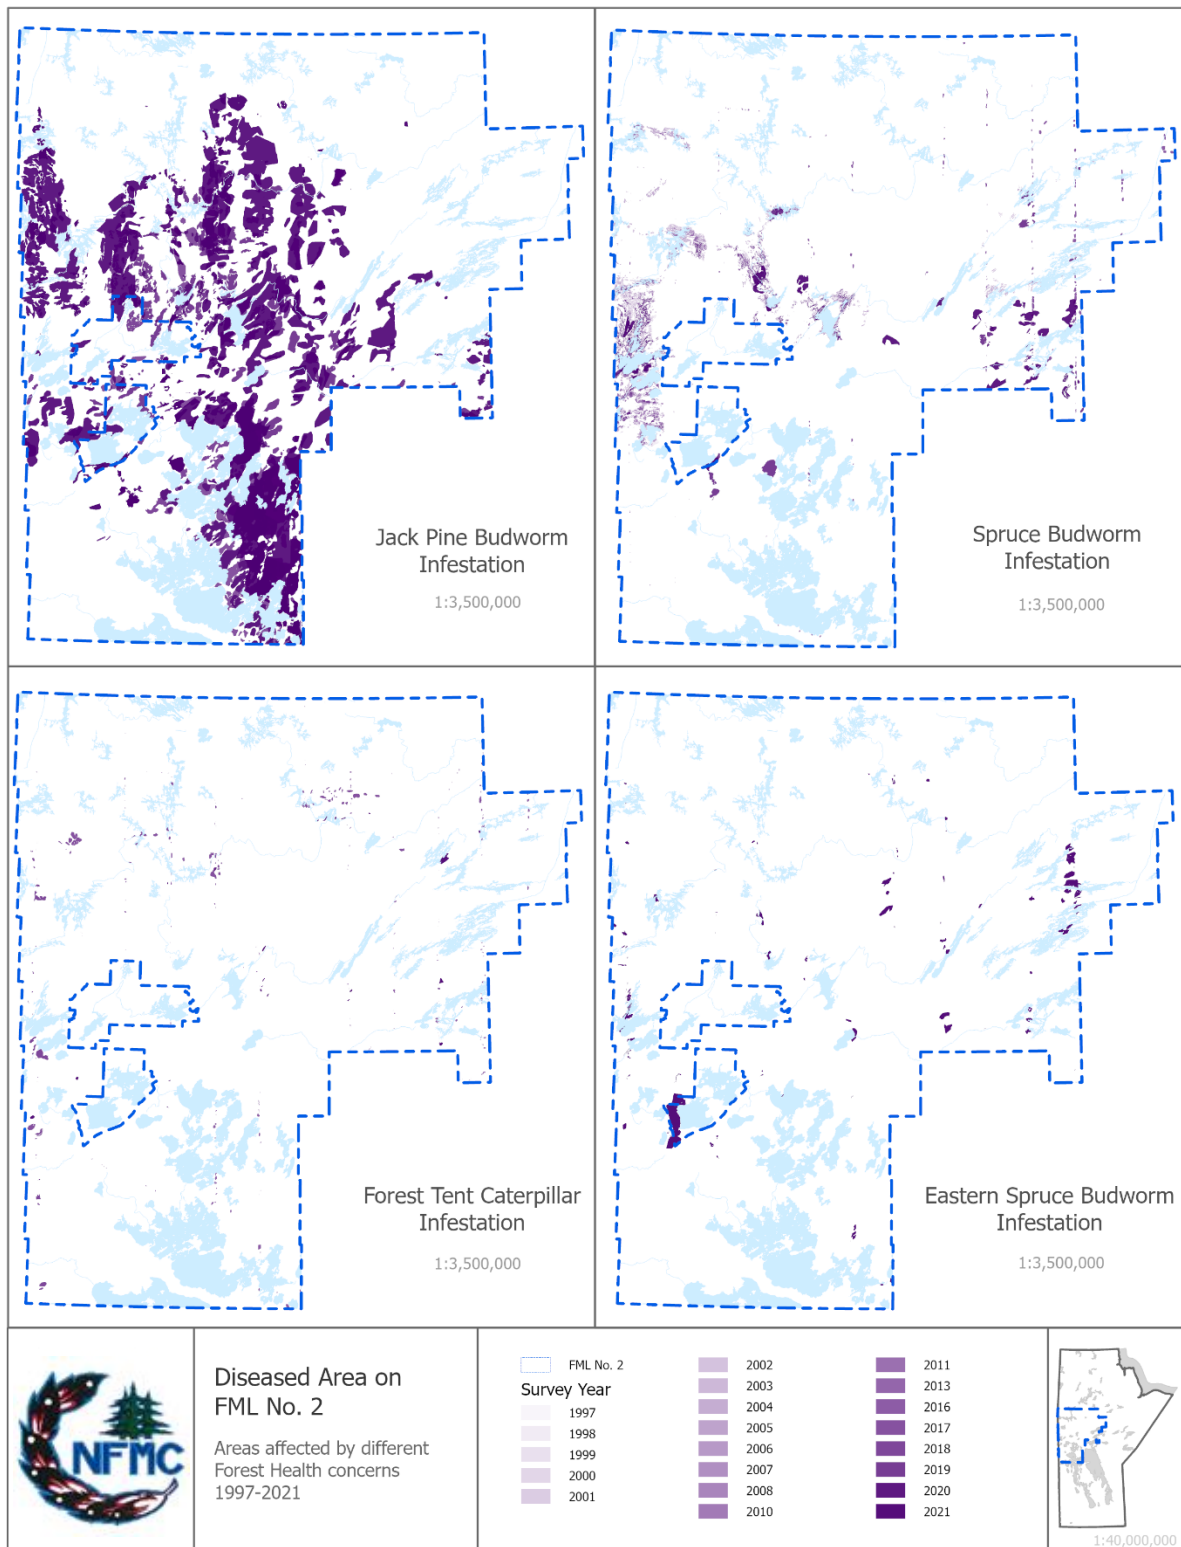 Jack Pine Budworm
Infestation
1:3,500,000
Spruce Budworm
Infestation
1:3,500,000
Forest Tent Caterpillar
Infestation
1:3,500,000
Eastern Spruce Budworm
Infestation
1:3,500,000
NFMC
Diseased Area on
FML No. 2
Areas affected by different
Forest Health concerns
1997-2021
FML No. 2
Survey Year
1997
1998
1999
2000
2001
2002
2003
2004
2005
2006
2007
2008
2010
2011
2013
2016
2017
2018
2019
2020
2021
1:40,000,000